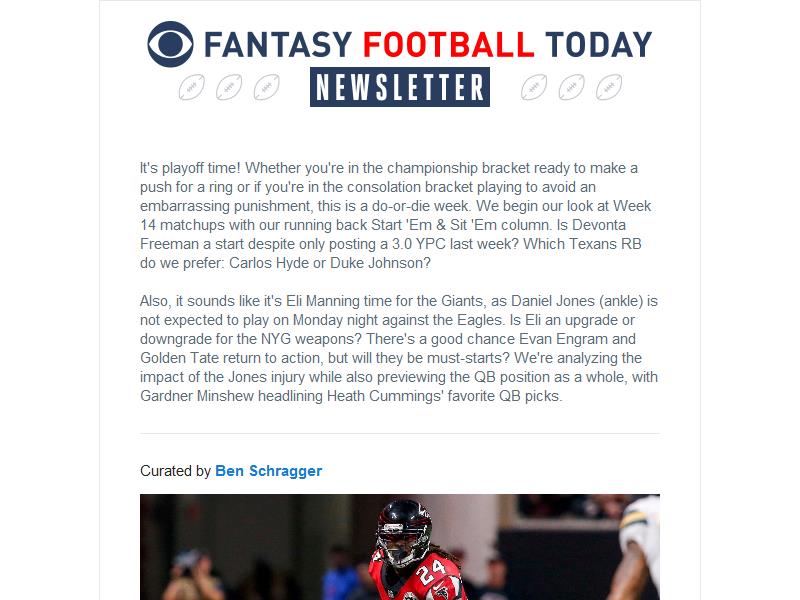 FANTASY FOOTBALL TODAY
NEWSLETTER
It's playoff time! Whether you're in the championship bracket ready to make a
push for a ring or if you're in the consolation bracket playing to avoid an
embarrassing punishment, this is a do-or-die week. We begin our look at Week
14 matchups with our running back Start 'Em & Sit 'Em column. Is Devonta
Freeman a start despite only posting a 3.0 YPC last week? Which Texans RB
do we prefer: Carlos Hyde or Duke Johnson?
Also, it sounds like it's Eli Manning time for the Giants, as Daniel Jones (ankle) is
not expected to play on Monday night against the Eagles. Is Eli an upgrade or
downgrade for the NYG weapons? There's a good chance Evan Engram and
Golden Tate return to action, but will they be must-starts? We're analyzing the
impact of the Jones injury while also previewing the QB position as a whole, with
Gardner Minshew headlining Heath Cummings' favorite QB picks.
Curated by Ben Schragger
24